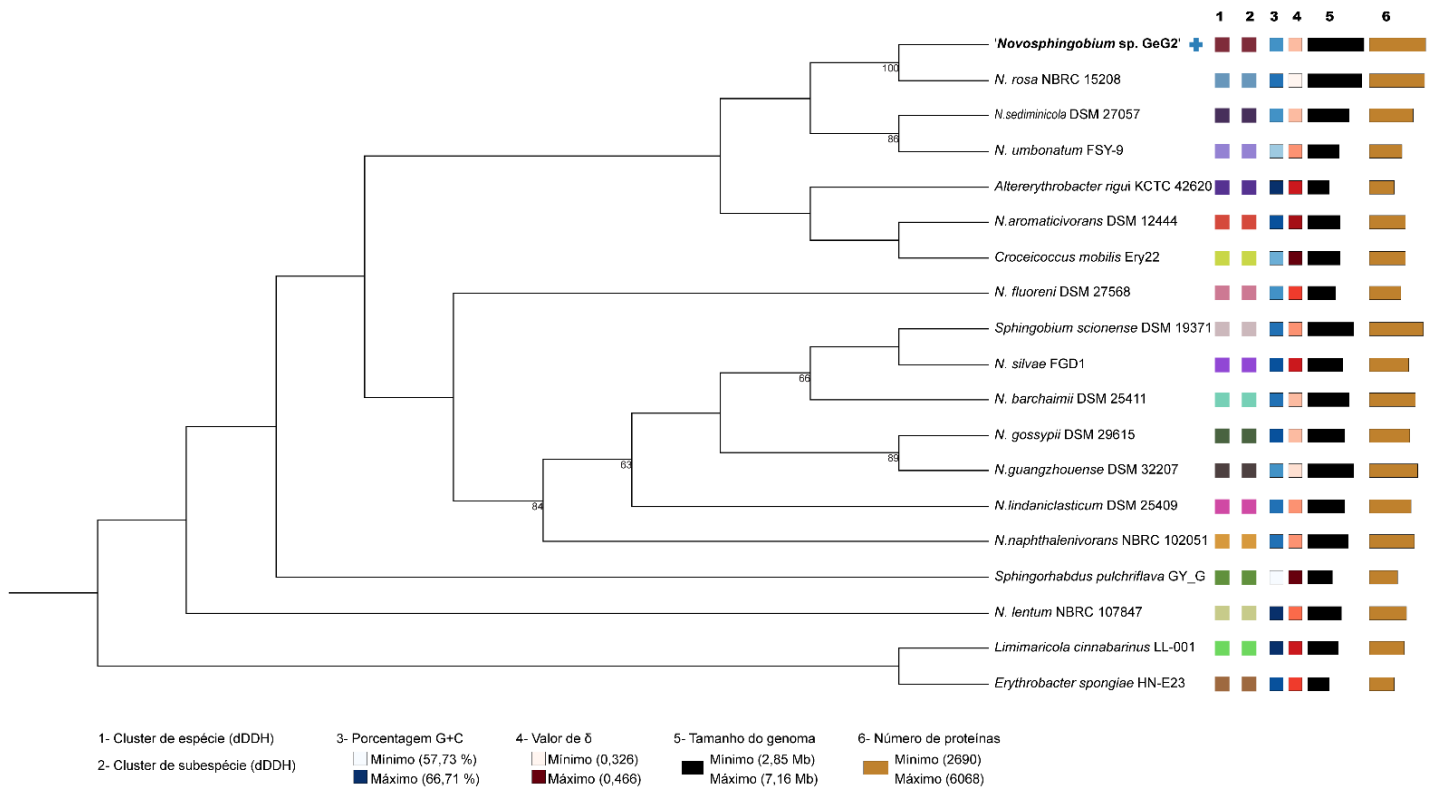 1 2 3 4 5 6
'Novosphingobium sp. GeG2'
100
N. rosa NBRC 15208
N.sediminicola DSM 27057
86
N. umbonatum FSY-9
Altererythrobacter rigui KCTC 42620
N.aromaticivorans DSM 12444
Croceicoccus mobilis Ery22
N. fluoreni DSM 27568
Sphingobium scionense DSM 19371
N. silvae FGD1
66
N. barchaimii DSM 25411
N. gossypii DSM 29615
89
63
N.guangzhouense DSM 32207
84
N.lindaniclasticum DSM 25409
N.naphthalenivorans NBRC 102051
Sphingorhabdus pulchriflava GY_G
N. lentum NBRC 107847
Limimaricola cinnabarinus LL-001
Erythrobacter spongiae HN-E23
1- Cluster de espécie (dDDH)
2- Cluster de subespécie (dDDH)
3- Porcentagem G+C
Mínimo (57,73 %)
Máximo (66,71 %)
4- Valor de δ
Mínimo (0,326)
Máximo (0,466)
5- Tamanho do genoma
Mínimo (2,85 Mb)
Máximo (7,16 Mb)
6- Número de proteínas
Mínimo (2690)
Máximo (6068)